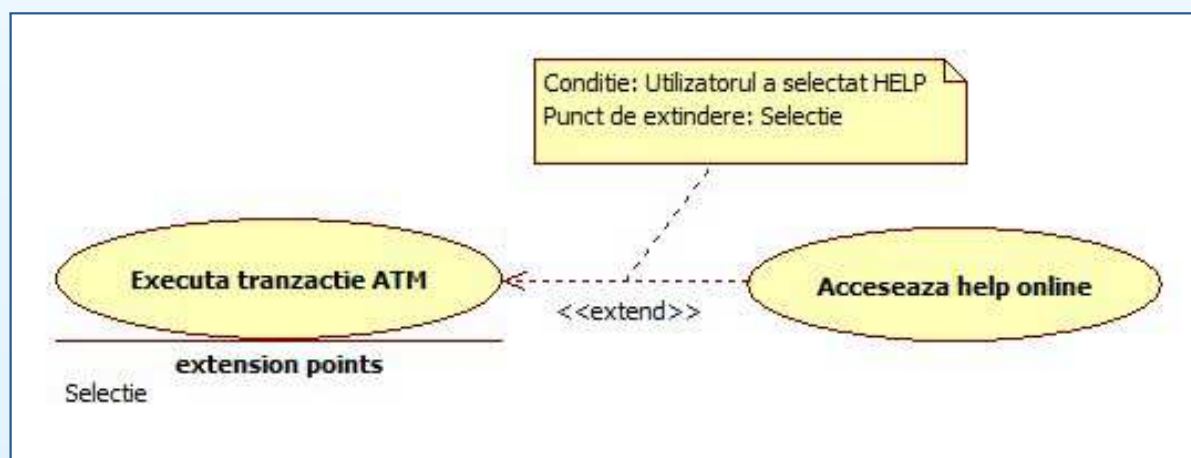 Conditie: Utilizatorul a selectat HELP
Punct de extindere: Selectie
Executa tranzactie ATM
Acceseaza help online
<<extend>>
extension points
Selectie